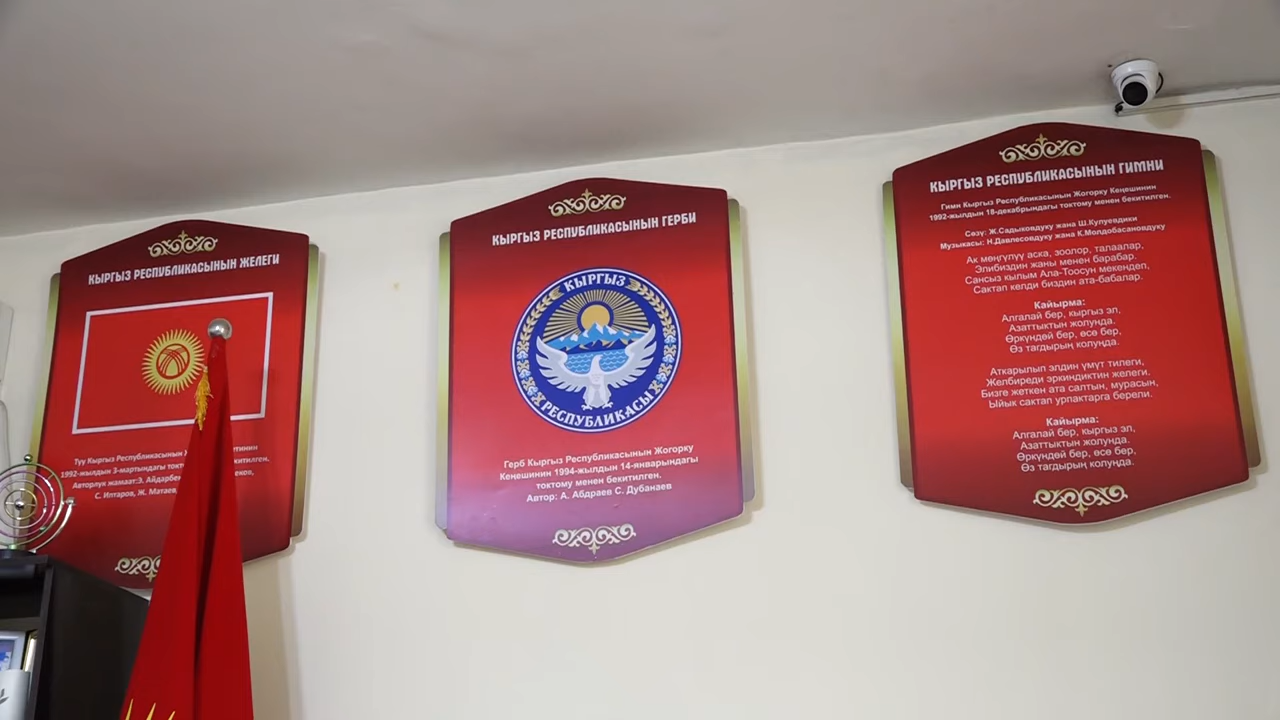 КЫРГЫЗ РЕСПУБЛИКАСЫНЫН ЖЕЛЕГИ
Туу Кыргыз Республикасынын
1992-жылдын 3-мартындагы
Авторлук жамаат:Э. Айдарбе
С. Иптаров, Ж. Матаев,
КЫРГЫЗ РЕСПУБЛИКАСЫНЫН ГЕРБИ
КЫРГЫЗ
РЕСПУБЛИКАСЫ
Герб Кыргыз Республикасынын Жогорку
Кеңешинин 1994-жылдын 14-январындагы
токтому менен бекитилген.
Автор: А. Абдраев С. Дубанаев
КЫРГЫЗ РЕСПУБЛИКАСЫНЫН ГИМНИ
Гимн Кыргыз Республикасынын Жогорку Кеңешинин
1992-жылдын 18-декабрындагы токтому менен бекитилген.
Сөзү: Ж.Садыковдуку жана Ш.Кулуевдики
Музыкасы: Н.Давлесовдуку жана К.Молдобасановдуку
Ак мөңгүлүү аска, зоолор, талаалар,
Элибиздин жаны менен барабар.
Сансыз кылым Ала-Тоосун мекендеп,
Сактап келди биздин ата-бабалар.
Кайырма:
Алгалай бер, кыргыз эл,
Азаттыктын жолунда.
Өркүндөй бер, өсө бер,
Өз тагдырың колуңда.
Аткарылып элдин үмүт тилеги,
Желбиреди эркиндиктин желеги.
Бизге жеткен ата салтын, мурасын,
Ыйык сактап урпактарга берели.
Кайырма:
Алгалай бер, кыргыз эл,
Азаттыктын жолунда.
Өркүндөй бер, өсө бер,
Өз тагдырың колуңда.